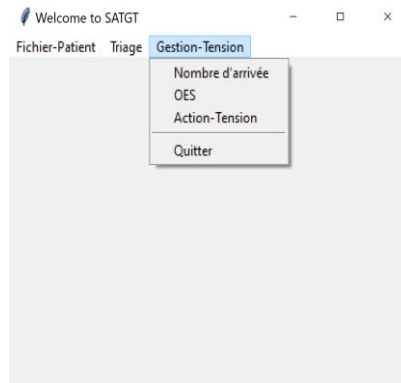 Welcome to SATGT
Fichier-Patient Triage Gestion-Tension
Nombre d'arrivée
OES
Action-Tension
Quitter